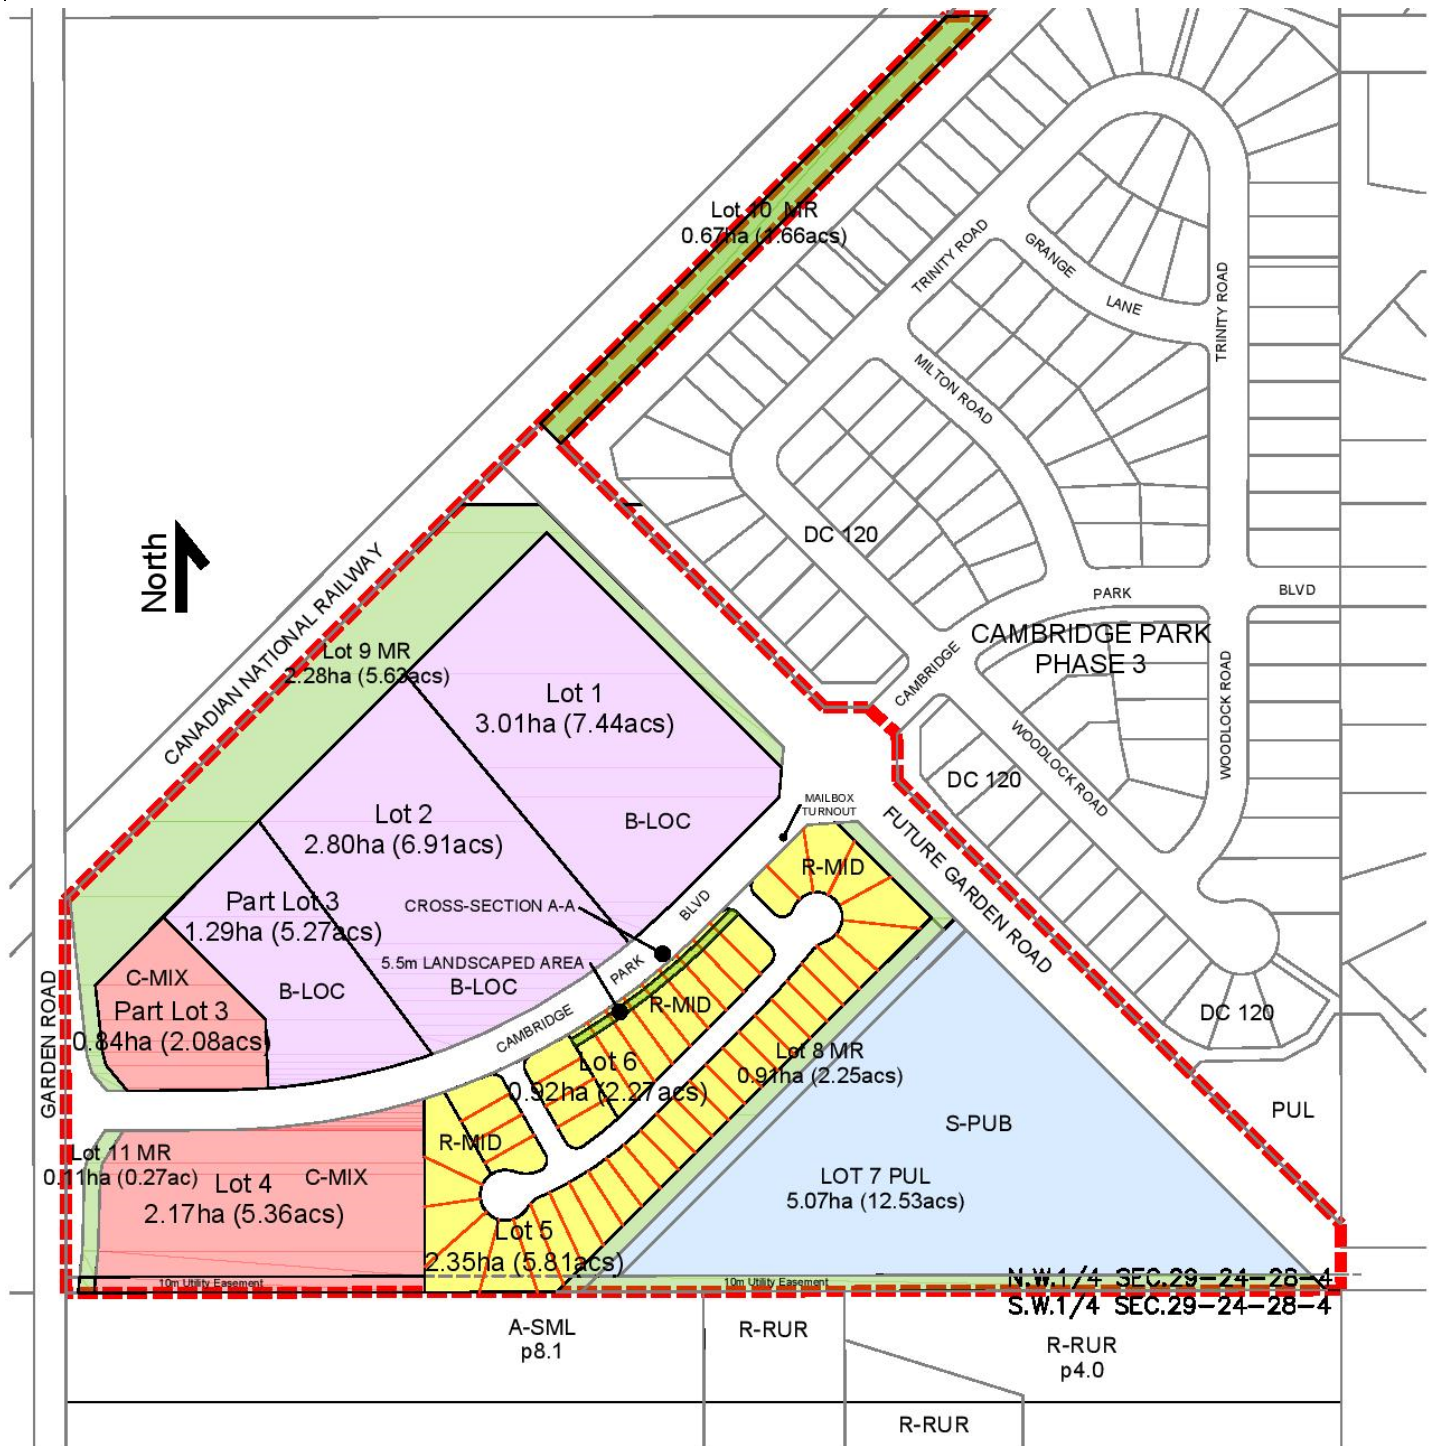 Lot 10 MR
0.67ha (1.66acs)
TRINITY ROAD
GRANGE
LANE
TRINITY ROAD
MILTON ROAD
DC 120
North
CANADIAN NATIONAL RAILWAY
PARK
BLVD
CAMBRIDGE PARK
PHASE 3
CAMBRIDGE
WOODLOCK ROAD
WOODLOCK ROAD
DC 120
Lot 9 MR
2.28ha (5.63acs)
Lot 1
3.01ha (7.44acs)
B-LOC
Lot 2
2.80ha (6.91acs)
MAILBOX
TURNOUT
FUTURE GARDEN ROAD
R-MID
Part Lot 3
1.29ha (5.27acs)
CROSS-SECTION A-A
BLVD
5.5m LANDSCAPED AREA
PARK
C-MIX
Part Lot 3
0.84ha (2.08acs)
B-LOC
B-LOC
R-MID
CAMBRIDGE
DC 120
GARDEN ROAD
Lot 6
0.92ha (2.27acs)
Lot 8 MR
0.91ha (2.25acs)
PUL
S-PUB
R-MID
Lot 11 MR
0.11ha (0.27ac)
Lot 4
C-MIX
2.17ha (5.36acs)
LOT 7 PUL
5.07ha (12.53acs)
Lot 5
2.35ha (5.81acs)
10m Utility Easement
10m Utility Easement
N.W.1/4 SEC.29-24-28-4
S.W.1/4 SEC.29-24-28-4
A-SML
p8.1
R-RUR
R-RUR
p4.0
R-RUR